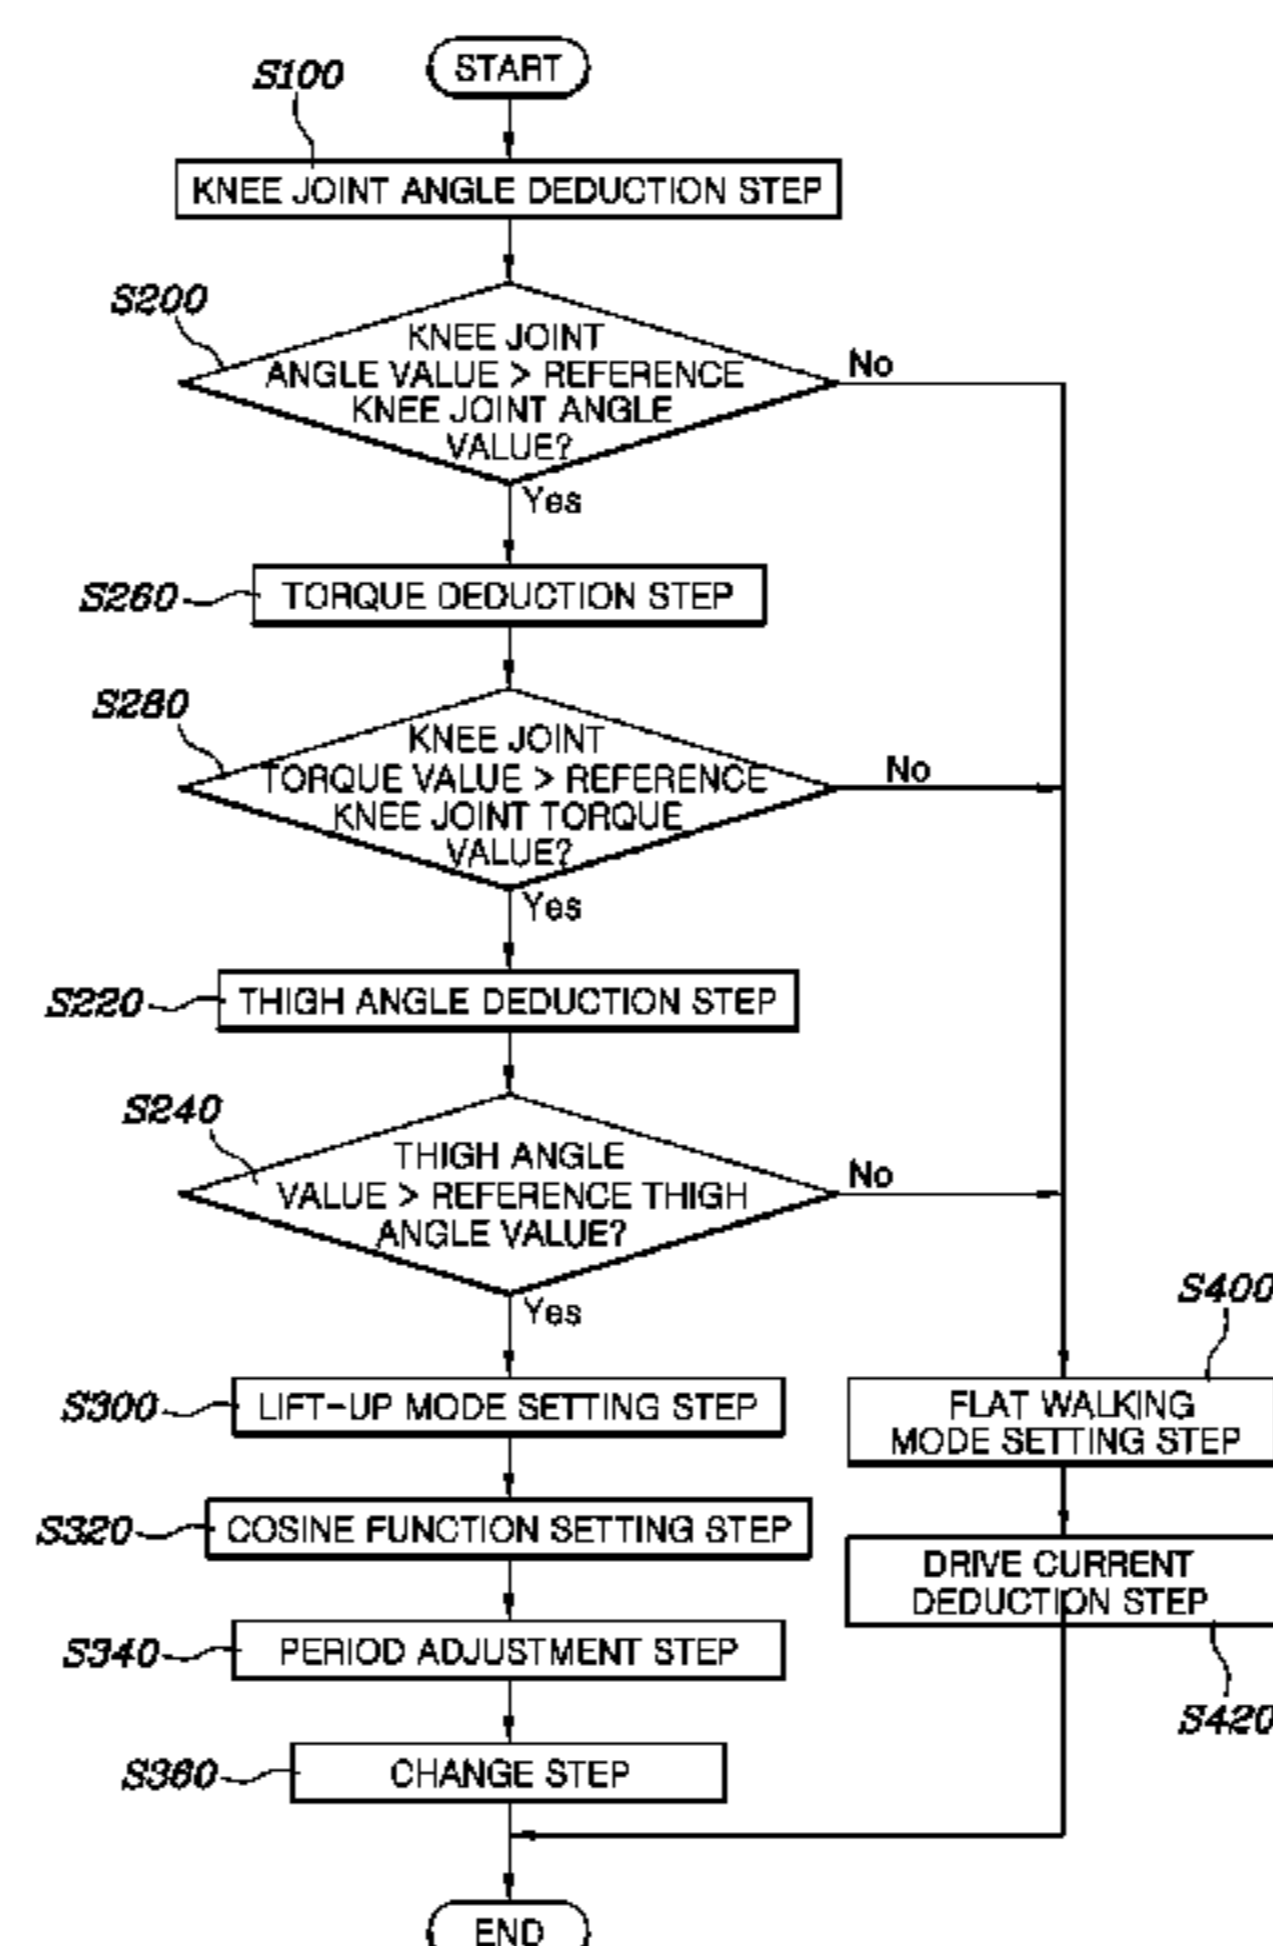 START
S100
KNEE JOINT ANGLE DEDUCTION STEP
S200
KNEE JOINT
ANGLE VALUE > REFERENCE
KNEE JOINT ANGLE
VALUE?
No
Yes
S260
TORQUE DEDUCTION STEP
S280
KNEE JOINT
TORQUE VALUE > REFERENCE
KNEE JOINT TORQUE
VALUE?
No
Yes
S220
THIGH ANGLE DEDUCTION STEP
S240
THIGH ANGLE
VALUE > REFERENCE THIGH
ANGLE VALUE?
No
Yes
S300
LIFT-UP MODE SETTING STEP
S400
FLAT WALKING
MODE SETTING STEP
S320
COSINE FUNCTION SETTING STEP
DRIVE CURRENT
DEDUCTION STEP
S420
S340
PERIOD ADJUSTMENT STEP
S360
CHANGE STEP
END